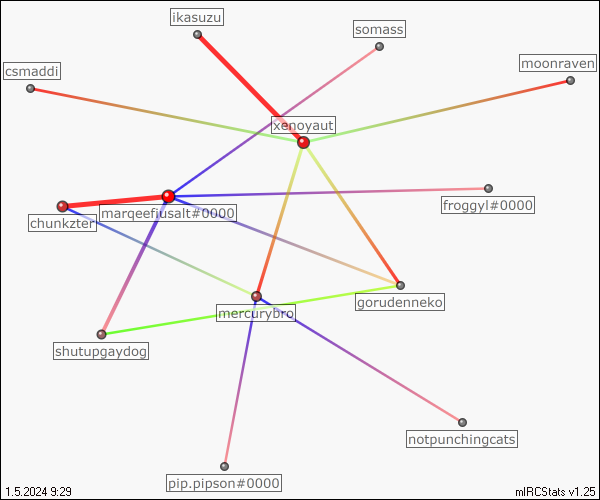 ikasuzu
somass
csmaddi
moonraven
xenoyaut
froggyl#0000
marqeefiusalt#0000
chunkzter
gorudenneko
mercurybro
shutupgaydog
notpunchingcats
pip.pipson#0000
1.5.2024 9:29
mIRCStats v1.25